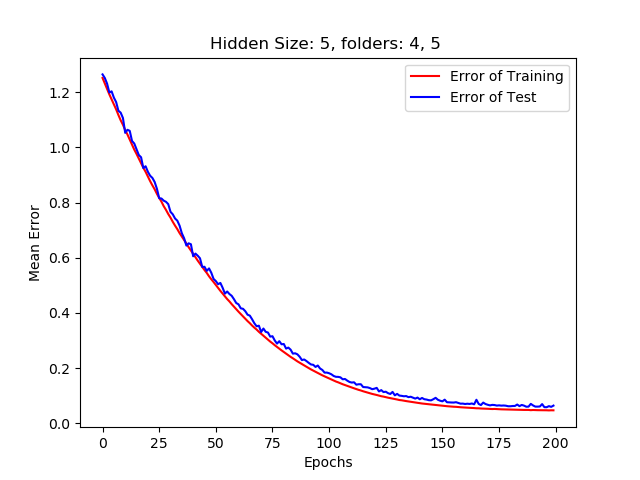 Hidden Size: 5, folders: 4, 5
Error of Training
Error of Test
Mean Error
1.2
1.0
0.8
0.6
0.4
0.2
0.0
0 25 50 75 100 125 150 175 200
Epochs